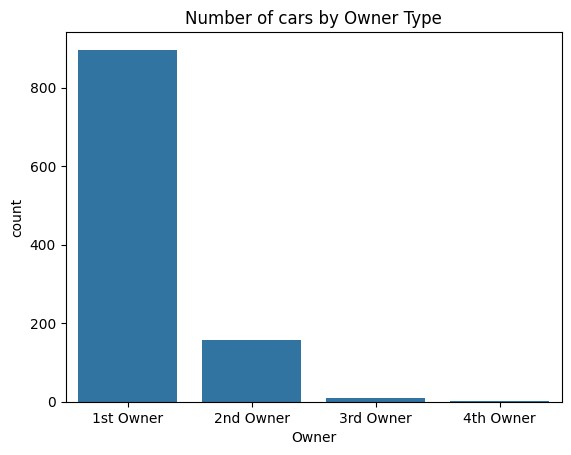 Number of cars by Owner Type
800
600
400
200
0
count
1st Owner 2nd Owner 3rd Owner 4th Owner
Owner